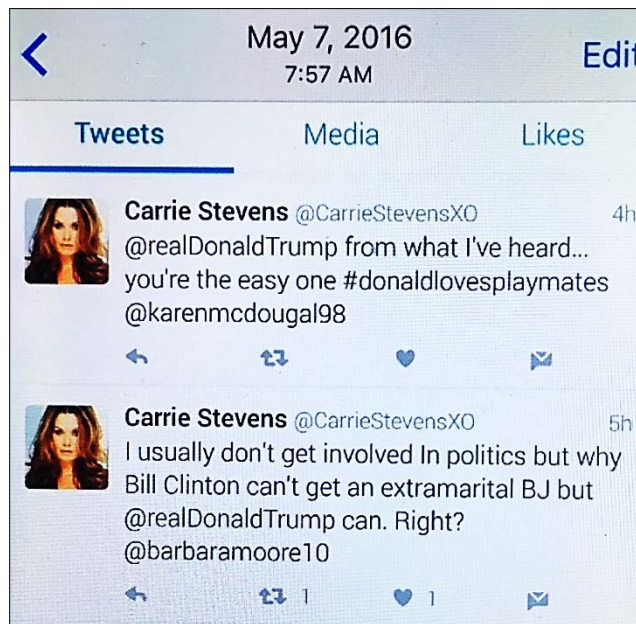 May 7, 2016
7:57 AM
Edit
Tweets Media Likes
Carrie Stevens @CarrieStevensXO 4h
@realDonaldTrump from what I've heard...
you're the easy one #donaldlovesplaymates
@karenmcdougal98
Carrie Stevens @CarrieStevensXO 5h
I usually don't get involved In politics but why
Bill Clinton can't get an extramarital BJ but
@realDonaldTrump can. Right?
@barbaramoore10
1 1